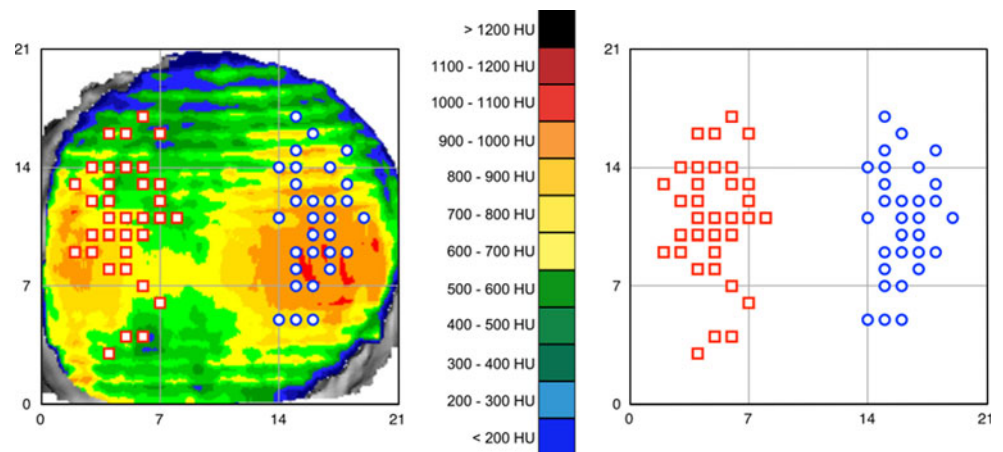 > 1200 HU
1100 - 1200 HU
1000 - 1100 HU
900 - 1000 HU
800 - 900 HU
700 - 800 HU
600 - 700 HU
500 - 600 HU
400 - 500 HU
300 - 400 HU
200 - 300 HU
< 200 HU
21
14
7
0
0 7 14 21
21
14
7
0
0 7 14 21